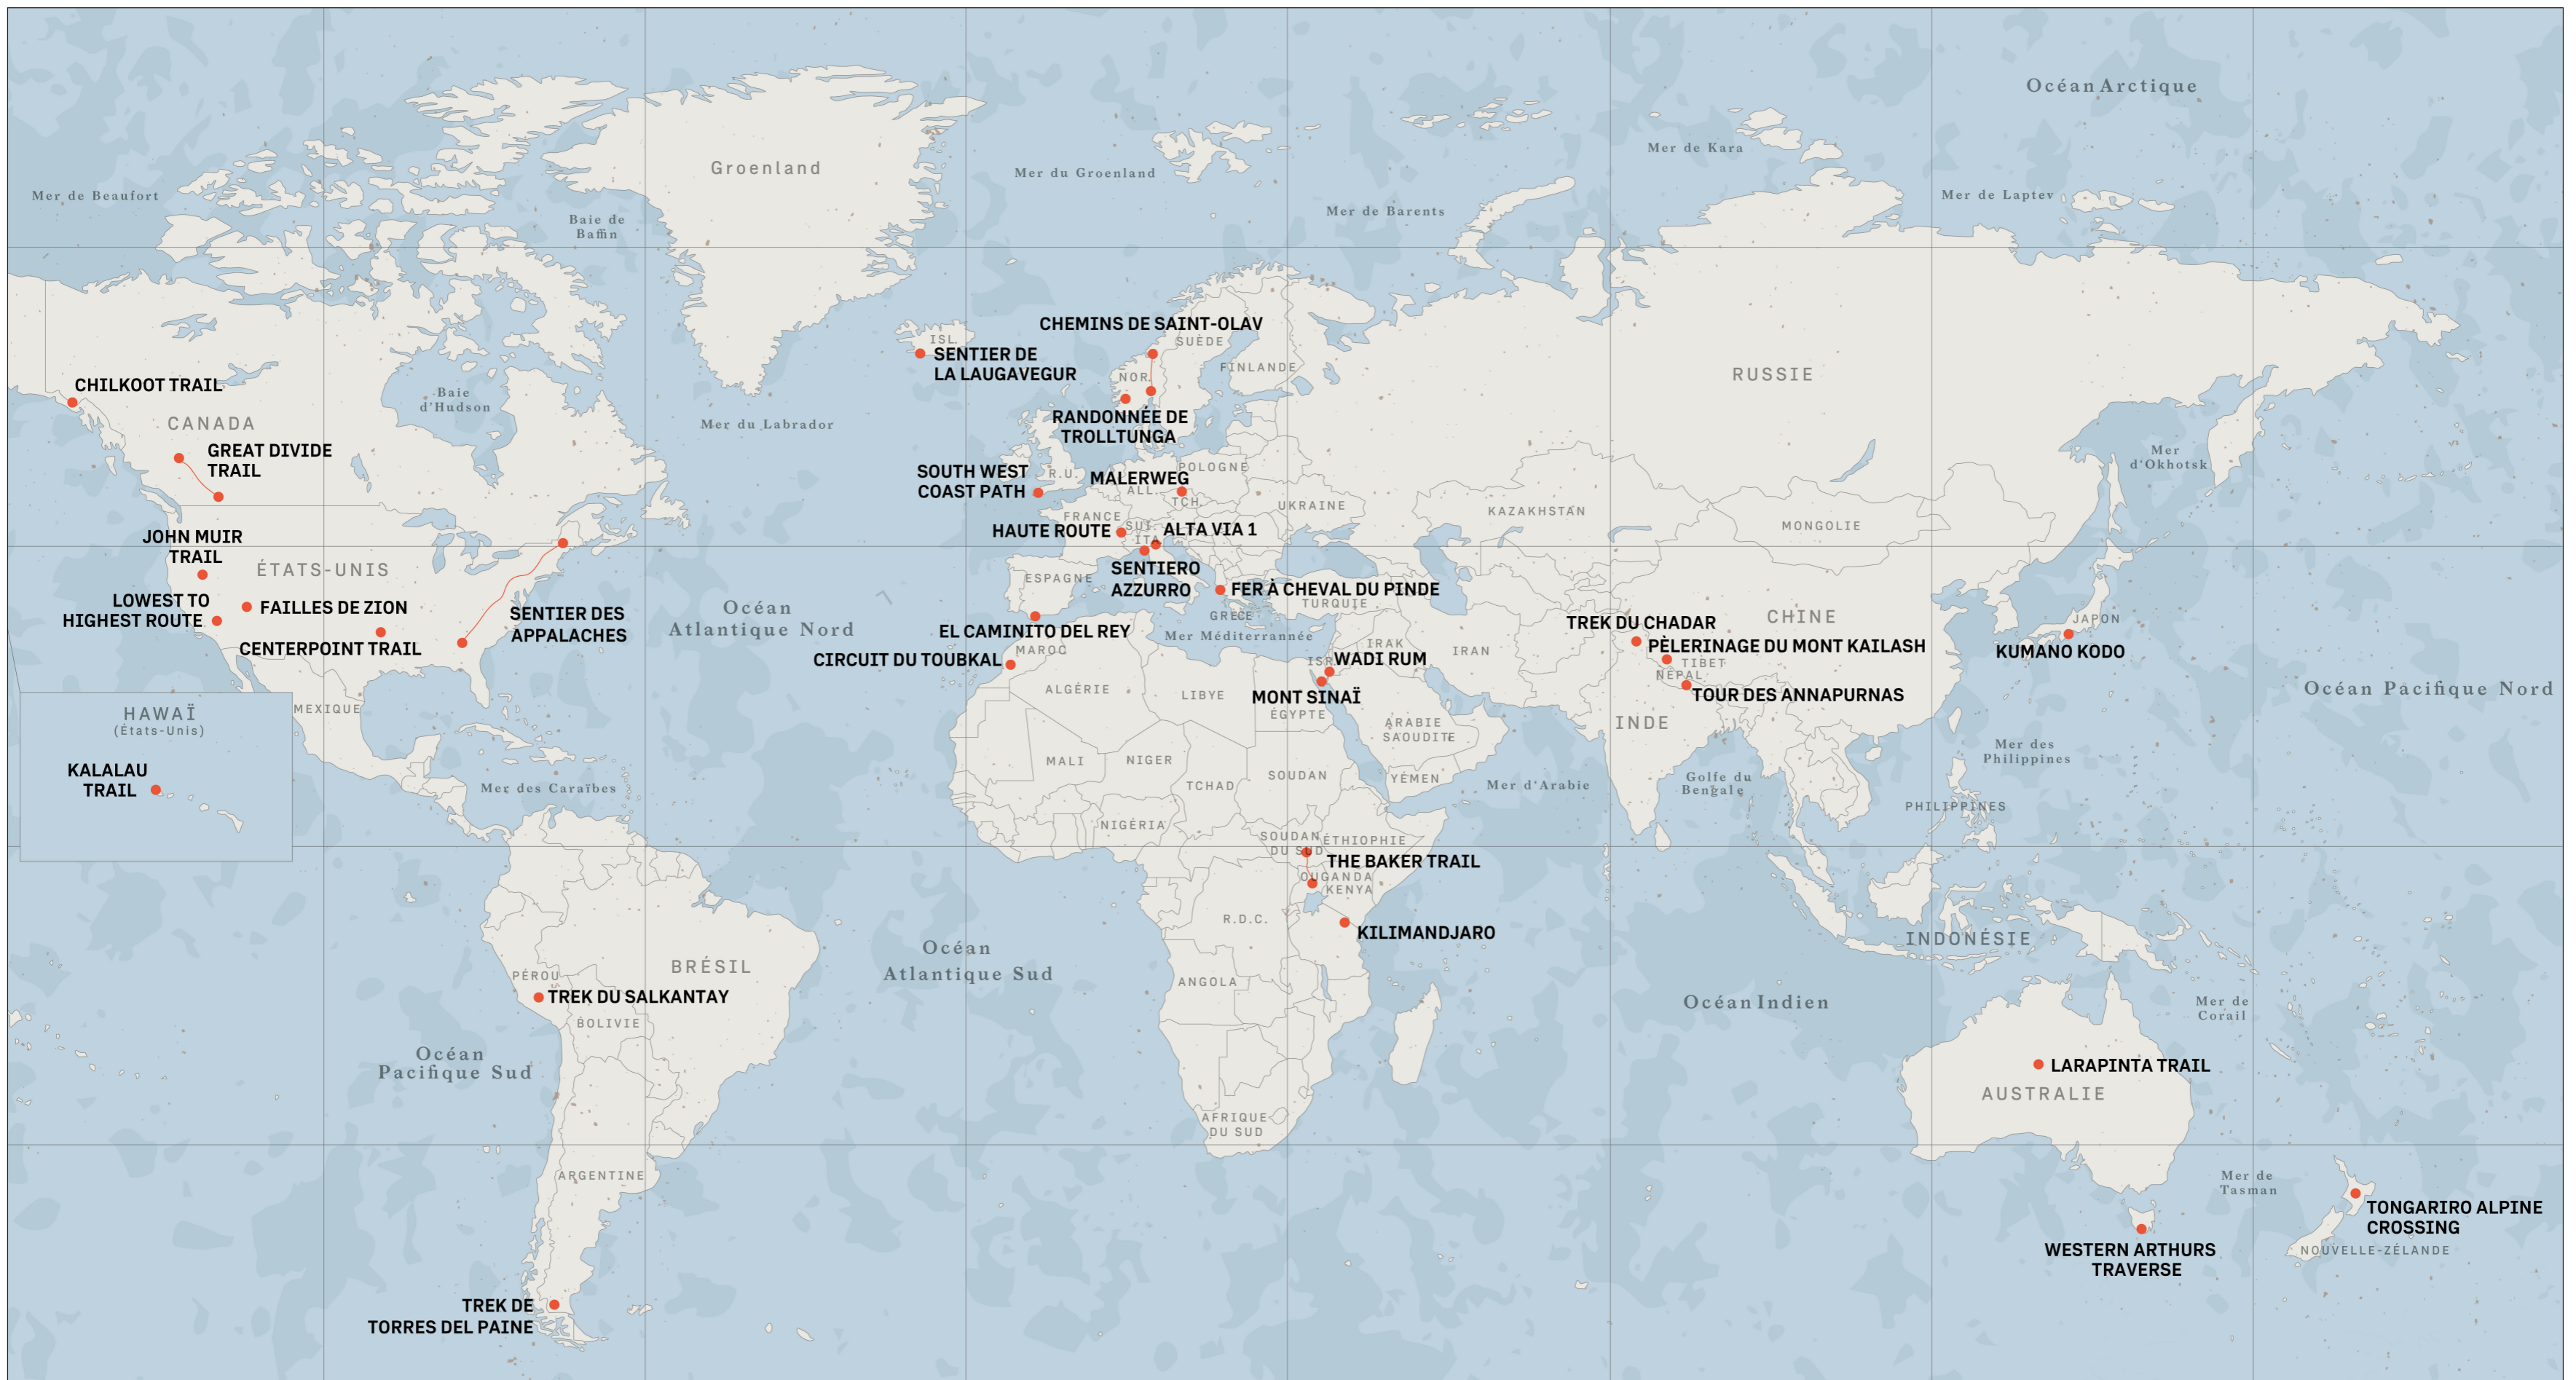 Océan Arctique
Mer de Kara
Mer de Laptev
Mer du Groenland
Mer de Barents
Groenland
Mer de Beaufort
Baie de
Baffin
CHEMINS DE SAINT-OLAV
SUÈDE
ISL.
SENTIER DE
LA LAUGAVEGUR
NOR.
FINLANDE
RUSSIE
CHILKOOT TRAIL
CANADA
Baie
d'Hudson
Mer du Labrador
RANDONNÉE DE
TROLLTUNGA
GREAT DIVIDE
TRAIL
SOUTH WEST
COAST PATH
R.U.
MALERWEG
POLOGNE
ALL.
TCH.
Mer
d'Okhotsk
UKRAINE
KAZAKHSTAN
MONGOLIE
FRANCE
SUI.
HAUTE ROUTE
ALTA VIA 1
ITA.
JOHN MUIR
TRAIL
ÉTATS-UNIS
ESPAGNE
SENTIERO
AZZURRO
FER À CHEVAL DU PINDE
TURQUIE
GRÈCE
LOWEST TO
HIGHEST ROUTE
FAILLES DE ZION
CENTERPOINT TRAIL
SENTIER DES
APPALACHES
Océan
Atlantique Nord
EL CAMINITO DEL REY
Mer Méditerrannée
MAROC
CIRCUIT DU TOUBKAL
ISR.
IRAK
WADI RUM
IRAN
MONT SINAÏ
ÉGYPTE
ALGÉRIE
LIBYE
TREK DU CHADAR
CHINE
PÈLERINAGE DU MONT KAILASH
TIBET
NÉPAL
TOUR DES ANNAPURNAS
INDE
JAPON
KUMANO KODO
Océan Pacifique Nord
HAWAÏ
(États-Unis)
KALALAU
TRAIL
MEXIQUE
Mer des Caraïbes
MALI
NIGER
TCHAD
SOUDAN
ARABIE
SAOUDITE
YÉMEN
Mer d'Arabie
Golfe du
Bengale
Mer des
Philippines
PHILIPPINES
NIGÉRIA
SOUDAN
DU SUD
ÉTHIOPHIE
THE BAKER TRAIL
OUGANDA
KENYA
R.D.C.
KILIMANDJARO
INDONÉSIE
Océan
Atlantique Sud
PÉROU
BRÉSIL
TREK DU SALKANTAY
BOLIVIE
ANGOLA
Océan Indien
Mer de
Corail
Océan
Pacifique Sud
LARAPINTA TRAIL
AUSTRALIE
AFRIQUE
DU SUD
ARGENTINE
Mer de
Tasman
TONGARIRO ALPINE
CROSSING
NOUVELLE-ZÉLANDE
WESTERN ARTHURS
TRAVERSE
TREK DE
TORRES DEL PAINE